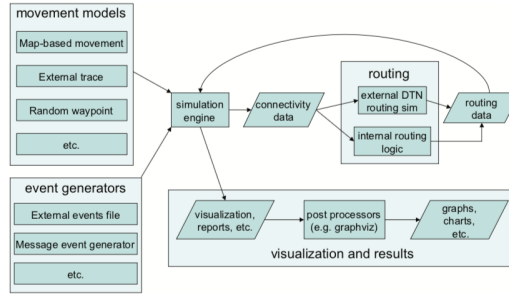 movement models
Map-based movement
External trace
Random waypoint
etc.
event generators
External events file
Message event generator
etc.
simulation
engine
connectivity
data
routing
external DTN
routing sim
internal routing
logic
routing
data
visualization,
reports, etc.
post processors
(e.g. graphviz)
graphs,
charts,
etc.
visualization and results